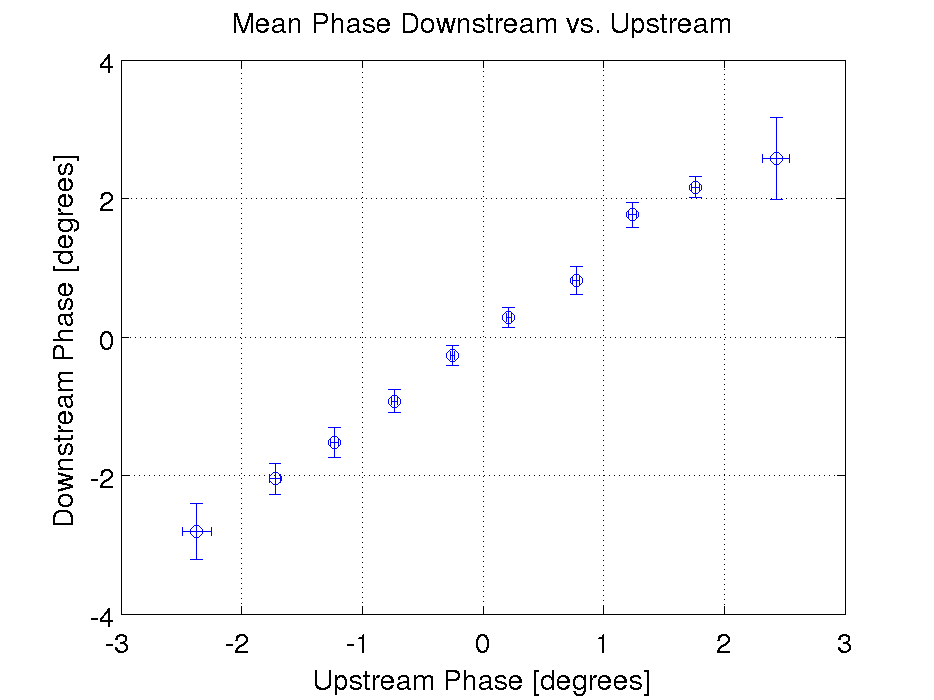 Mean Phase Downstream vs. Upstream
4
2
0
-2
-4
Downstream Phase [degrees]
-3 -2 -1 0 1 2 3
Upstream Phase [degrees]